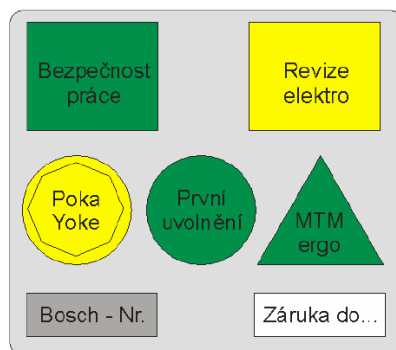 Bezpečnost
práce
Revize
elektro
Poka
Yoke
První
uvolnění
MTM
ergo
Bosch - Nr.
Záruka do...